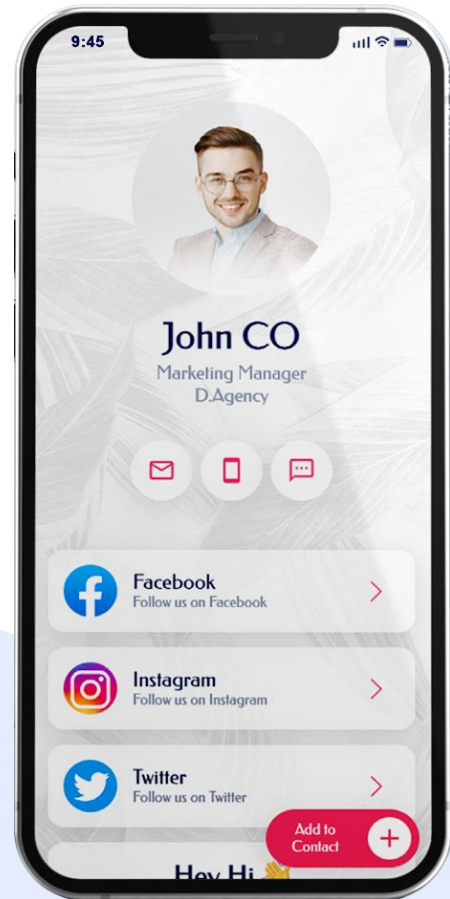 9:45
John CO
Marketing Manager
D.Agency
Facebook
Follow us on Facebook
Instagram
Follow us on Instagram
Twitter
Follow us on Twitter
Add to
Contact
Hey Hi 👋